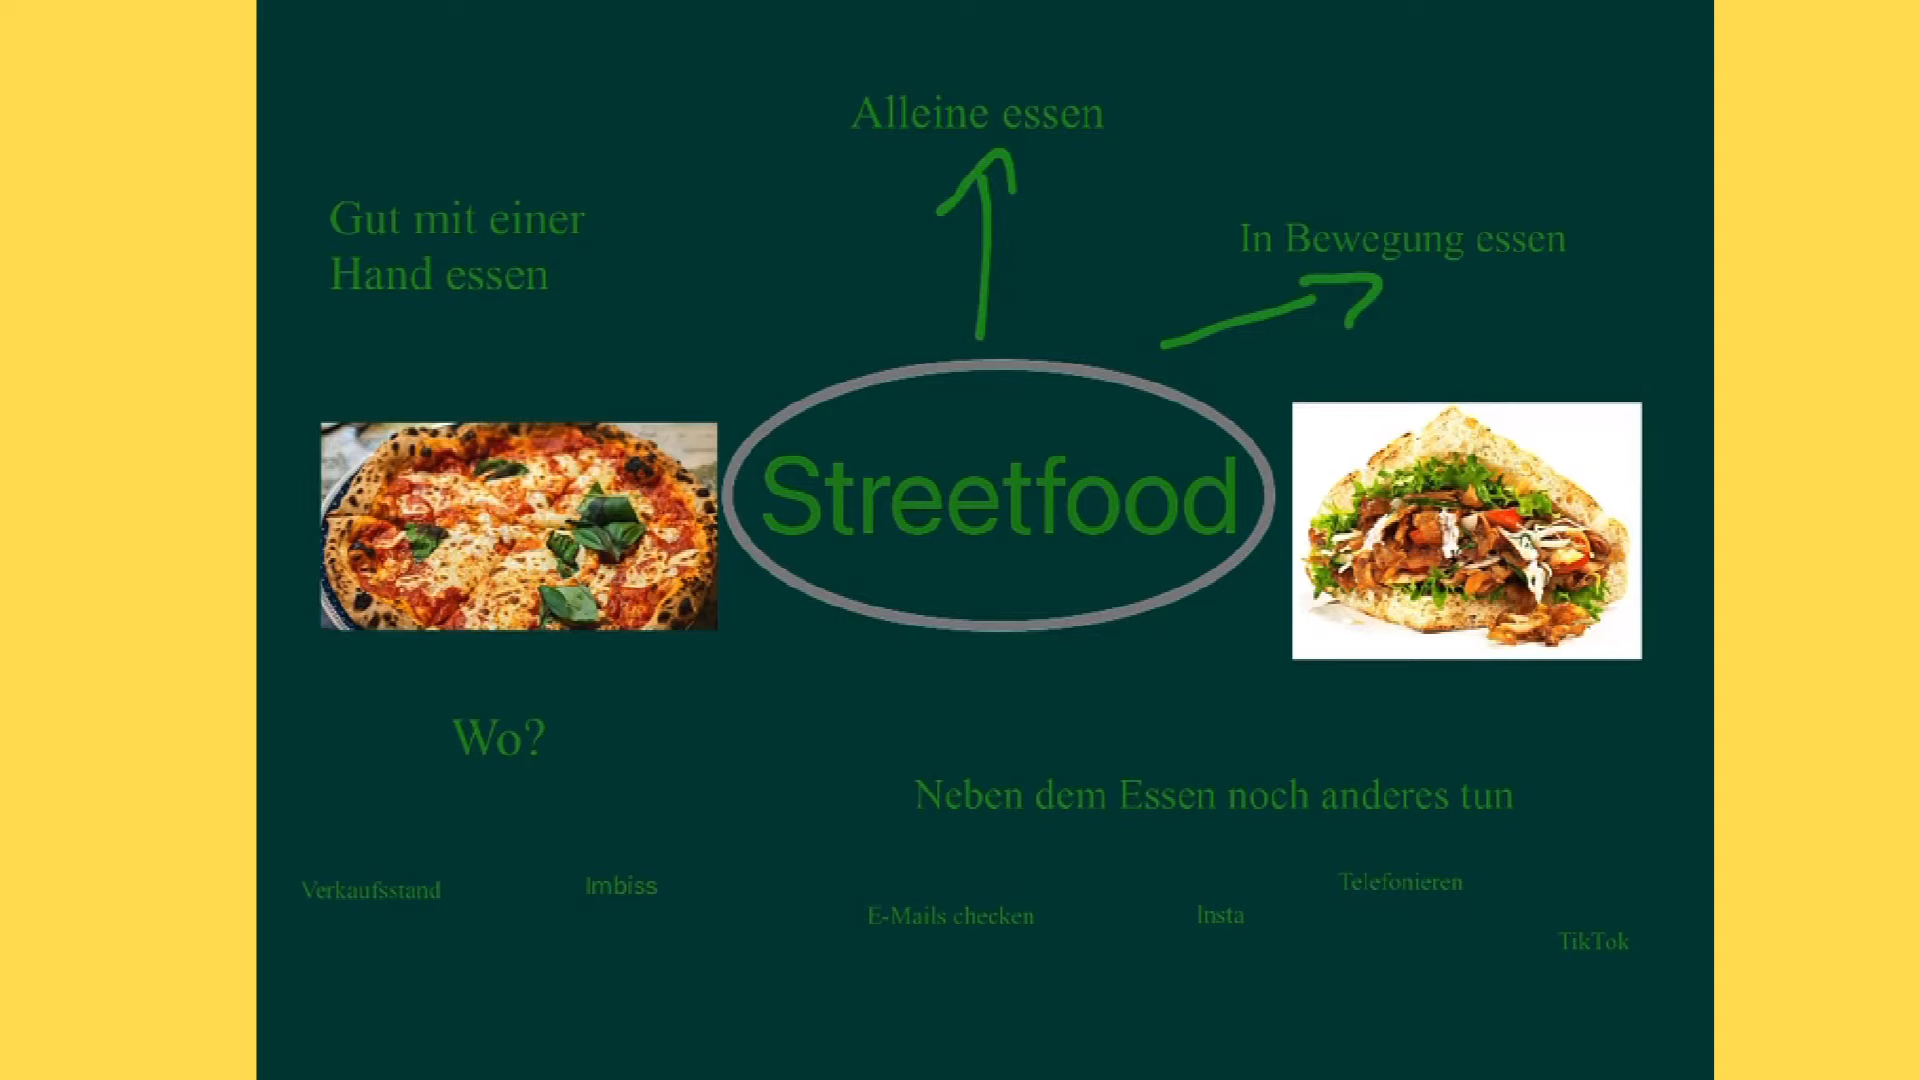 Alleine essen
Gut mit einer
Hand essen
In Bewegung essen
Streetfood
Wo?
Neben dem Essen noch anderes tun
Verkaufsstand
Imbiss
E-Mails checken
Insta
Telefonieren
TikTok